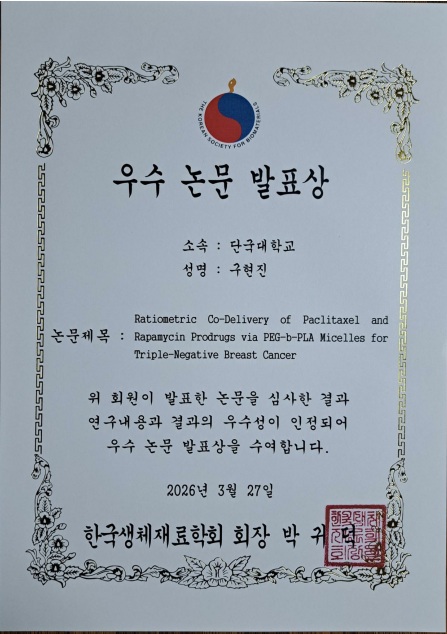 THE KOREAN SOCIETY FOR BIOMATERIALS
우수 논문 발표상
소속 : 단국대학교
성명 : 구현진
논문제목 :
Ratiometric Co-Delivery of Paclitaxel and
Rapamycin Prodrugs via PEG-b-PLA Micelles for
Triple-Negative Breast Cancer
위 회원이 발표한 논문을 심사한 결과
연구내용과 결과의 우수성이 인정되어
우수 논문 발표상을 수여합니다.
2026년 3월 27일
한국생체재료학회 회장 박 귀 덕